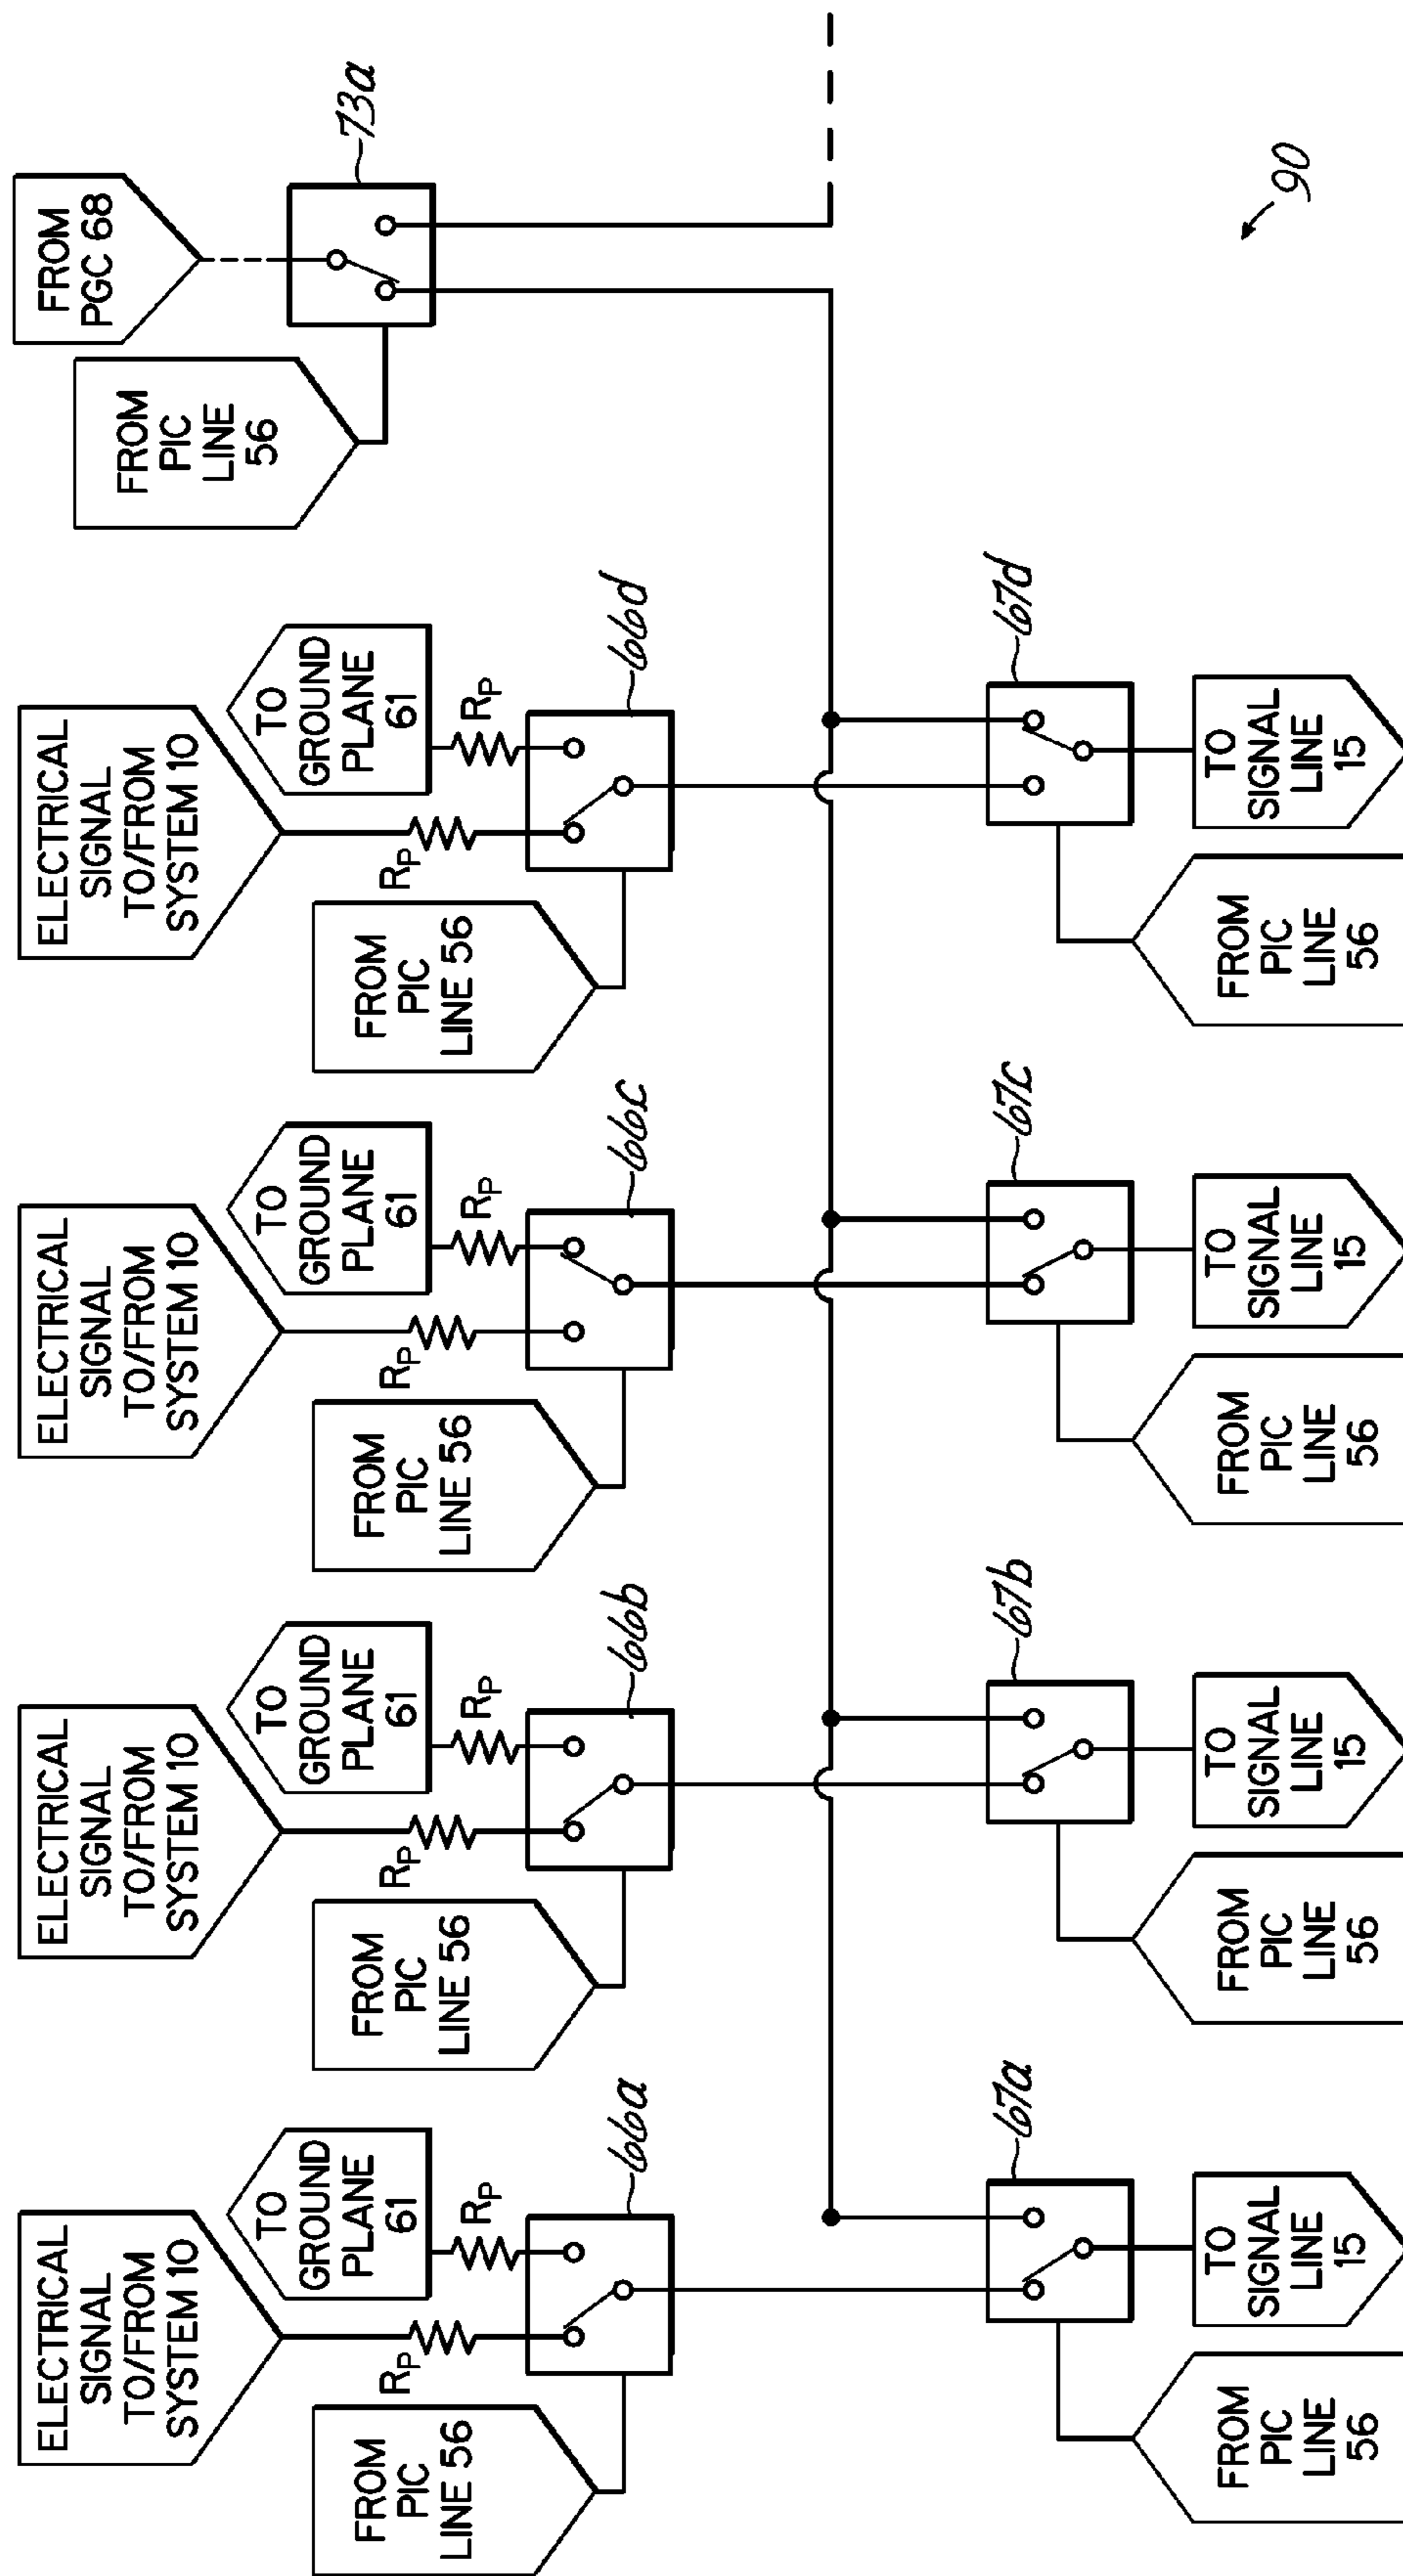 ELECTRICAL
SIGNAL
TO/FROM
SYSTEM 10
TO
GROUND
PLANE
61
RP
RP
FROM
PIC
LINE 56
66a
ELECTRICAL
SIGNAL
TO/FROM
SYSTEM 10
TO
GROUND
PLANE
61
RP
RP
FROM
PIC
LINE 56
66b
ELECTRICAL
SIGNAL
TO/FROM
SYSTEM 10
TO
GROUND
PLANE
61
RP
RP
FROM
PIC
LINE 56
66c
ELECTRICAL
SIGNAL
TO/FROM
SYSTEM 10
TO
GROUND
PLANE
61
RP
RP
FROM
PIC
LINE 56
66d
FROM
PGC 68
FROM
PIC
LINE
56
73a
67a
FROM
PIC
LINE
56
TO
SIGNAL
LINE
15
67b
FROM
PIC
LINE
56
TO
SIGNAL
LINE
15
67c
FROM
PIC
LINE
56
TO
SIGNAL
LINE
15
67d
FROM
PIC
LINE
56
TO
SIGNAL
LINE
15
90